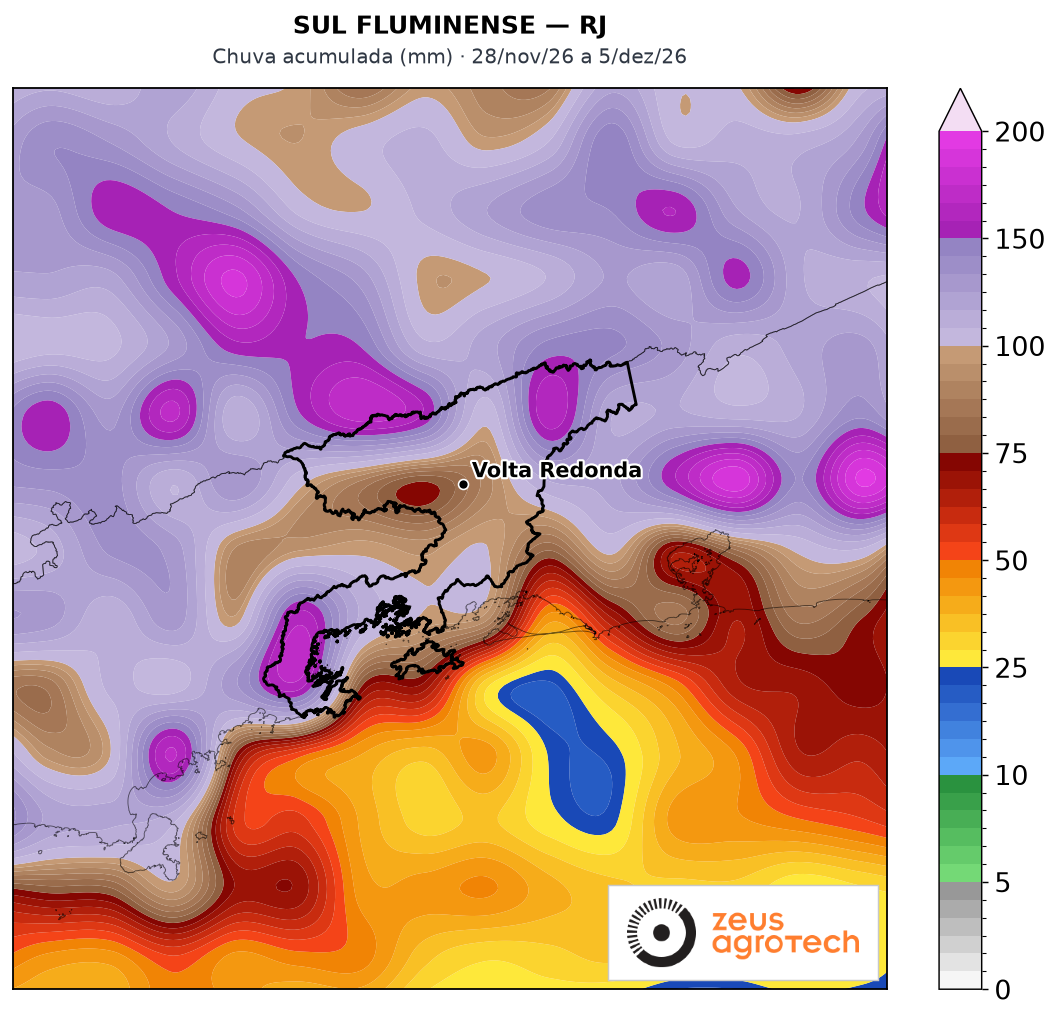 SUL FLUMINENSE — RJ
Chuva acumulada (mm) · 28/nov/26 a 5/dez/26
200
150
100
75
50
25
10
5
0
Volta Redonda
zeus
agrotech